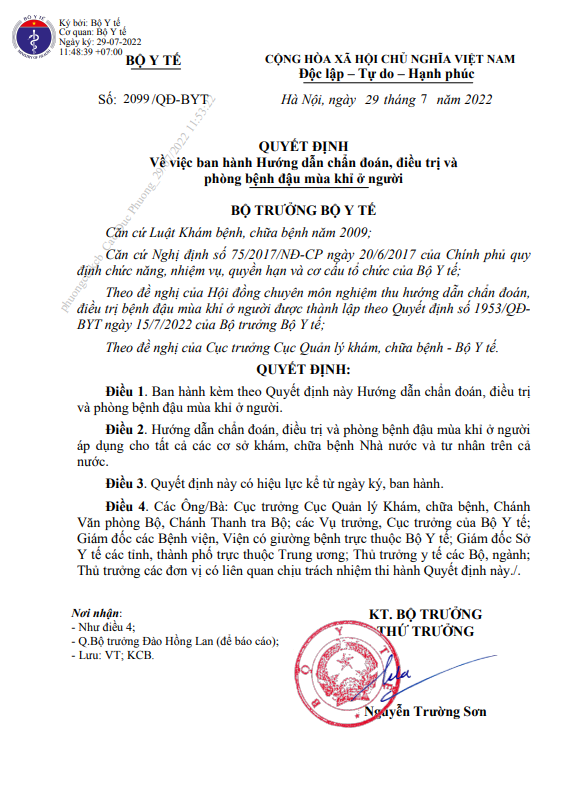 Ký bởi: Bộ Y tế
Cơ quan: Bộ Y tế
Ngày ký: 29-07-2022
11:48:39 +07:00
BỘ Y TẾ
CỘNG HÒA XÃ HỘI CHỦ NGHĨA VIỆT NAM
Độc lập – Tự do – Hạnh phúc
Số: 2099/QĐ-BYT
Hà Nội, ngày 29 tháng 7 năm 2022
QUYẾT ĐỊNH
Về việc ban hành Hướng dẫn chẩn đoán, điều trị và
phòng bệnh đậu mùa khỉ ở người
BỘ TRƯỞNG BỘ Y TẾ
Căn cứ Luật Khám bệnh, chữa bệnh năm 2009;
Căn cứ Nghị định số 75/2017/NĐ-CP ngày 20/6/2017 của Chính phủ quy
định chức năng, nhiệm vụ, quyền hạn và cơ cấu tổ chức của Bộ Y tế;
Theo đề nghị của Hội đồng chuyên môn nghiệm thu hướng dẫn chẩn đoán,
điều trị bệnh đậu mùa khỉ ở người được thành lập theo Quyết định số 1953/QĐ-
BYT ngày 15/7/2022 của Bộ trưởng Bộ Y tế;
Theo đề nghị của Cục trưởng Cục Quản lý khám, chữa bệnh - Bộ Y tế.
QUYẾT ĐỊNH:
Điều 1. Ban hành kèm theo Quyết định này Hướng dẫn chẩn đoán, điều trị
và phòng bệnh đậu mùa khỉ ở người.
Điều 2. Hướng dẫn chẩn đoán, điều trị và phòng bệnh đậu mùa khỉ ở người
áp dụng cho tất cả các cơ sở khám, chữa bệnh Nhà nước và tư nhân trên cả
nước.
Điều 3. Quyết định này có hiệu lực kể từ ngày ký, ban hành.
Điều 4. Các Ông/Bà: Cục trưởng Cục Quản lý Khám, chữa bệnh, Chánh
Văn phòng Bộ, Chánh Thanh tra Bộ; các Vụ trưởng, Cục trưởng của Bộ Y tế;
Giám đốc các Bệnh viện, Viện có giường bệnh trực thuộc Bộ Y tế; Giám đốc Sở
Y tế các tỉnh, thành phố trực thuộc Trung ương; Thủ trưởng y tế các Bộ, ngành;
Thủ trưởng các đơn vị có liên quan chịu trách nhiệm thi hành Quyết định này./.
Nơi nhận:
- Như điều 4;
- Q.Bộ trưởng Đào Hồng Lan (để báo cáo);
- Lưu: VT; KCB.
KT. BỘ TRƯỞNG
THỨ TRƯỞNG
BỘ Y TẾ
Nguyễn Trường Sơn